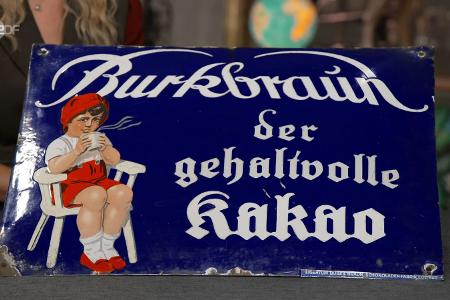 Burkbraun
der
gehaltvolle
Kakao